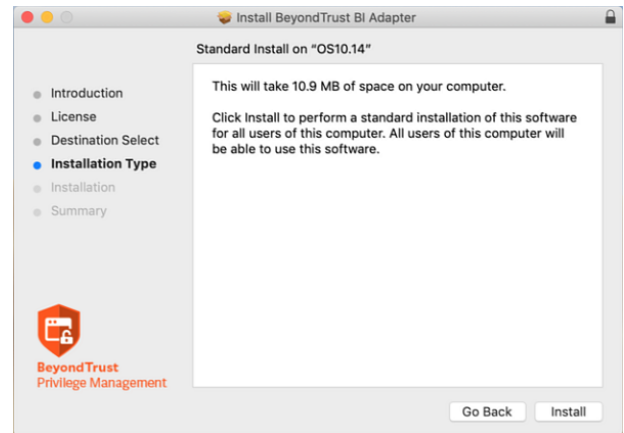 Install BeyondTrust BI Adapter
Standard Install on “OS10.14”
Introduction
License
Destination Select
Installation Type
Installation
Summary
This will take 10.9 MB of space on your computer.
Click Install to perform a standard installation of this software
for all users of this computer. All users of this computer will
be able to use this software.
BeyondTrust
Privilege Management
Go Back
Install